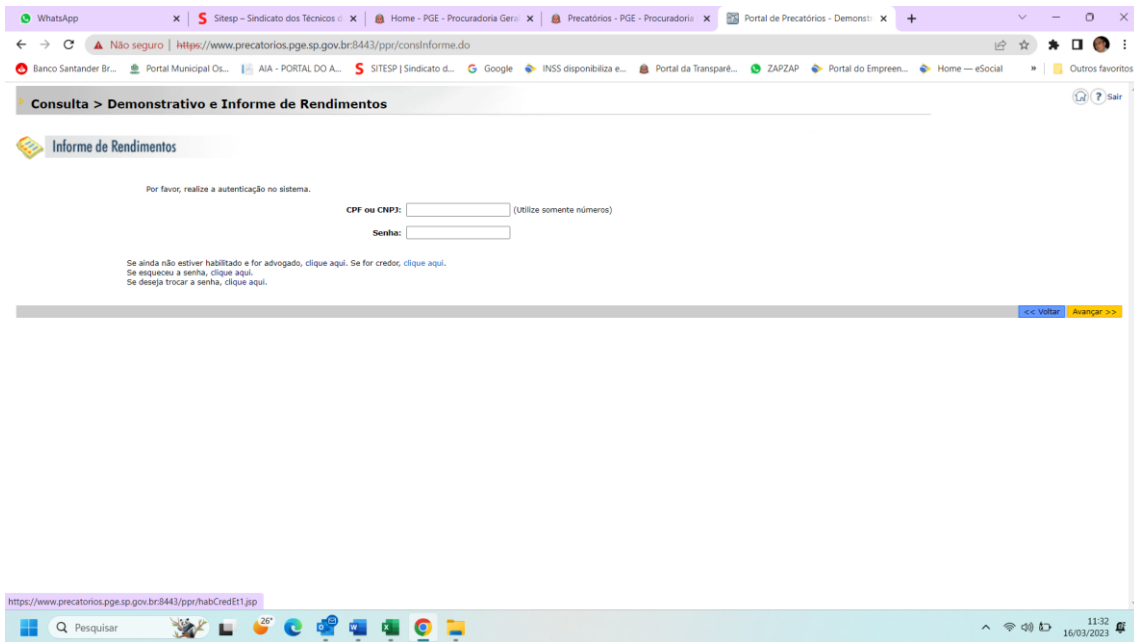 WhatsApp
Sitesp – Sindicato dos Técnicos d
Home - PGE - Procuradoria Geral
Precatórios - PGE - Procuradoria
Portal de Precatórios - Demonst
Não seguro | https://www.precatorios.pge.sp.gov.br:8443/ppr/consInforme.do
Banco Santander Br... Portal Municipal Os... AIA - PORTAL DO A... SITESP | Sindicato d... Google INSS disponibiliza e... Portal da Transparê... ZAPZAP Portal do Empreen... Home — eSocial » Outros favoritos
Consulta > Demonstrativo e Informe de Rendimentos
? Sair
Informe de Rendimentos
Por favor, realize a autenticação no sistema.
CPF ou CNPJ: (Utilize somente números)
Senha:
Se ainda não estiver habilitado e for advogado, clique aqui. Se for credor, clique aqui.
Se esqueceu a senha, clique aqui.
Se deseja trocar a senha, clique aqui.
<< Voltar Avançar >>
https://www.precatorios.pge.sp.gov.br:8443/ppr/habCredEt1.jsp
Pesquisar
26°
11:32
16/03/2023